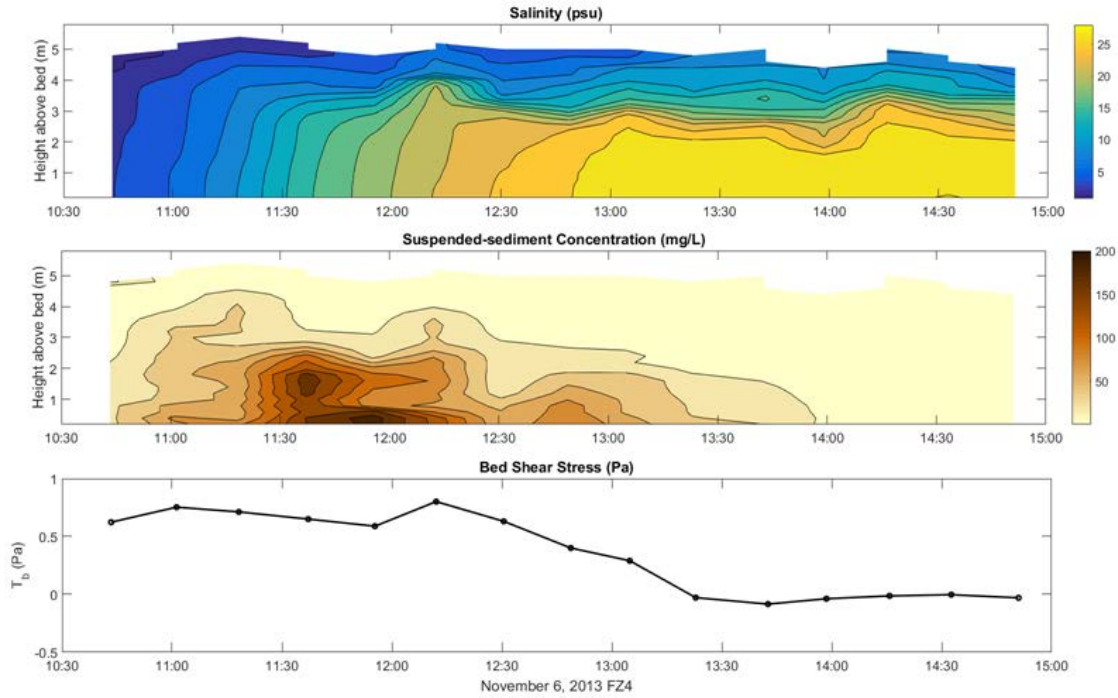 Salinity (psu)
Height above bed (m)
5
4
3
2
1
10:30 11:00 11:30 12:00 12:30 13:00 13:30 14:00 14:30 15:00
25
20
15
10
5
Suspended-sediment Concentration (mg/L)
Height above bed (m)
5
4
3
2
1
10:30 11:00 11:30 12:00 12:30 13:00 13:30 14:00 14:30 15:00
200
150
100
50
Bed Shear Stress (Pa)
T_b (Pa)
1
0.5
0
-0.5
10:30 11:00 11:30 12:00 12:30 13:00 13:30 14:00 14:30 15:00
November 6, 2013 FZ4